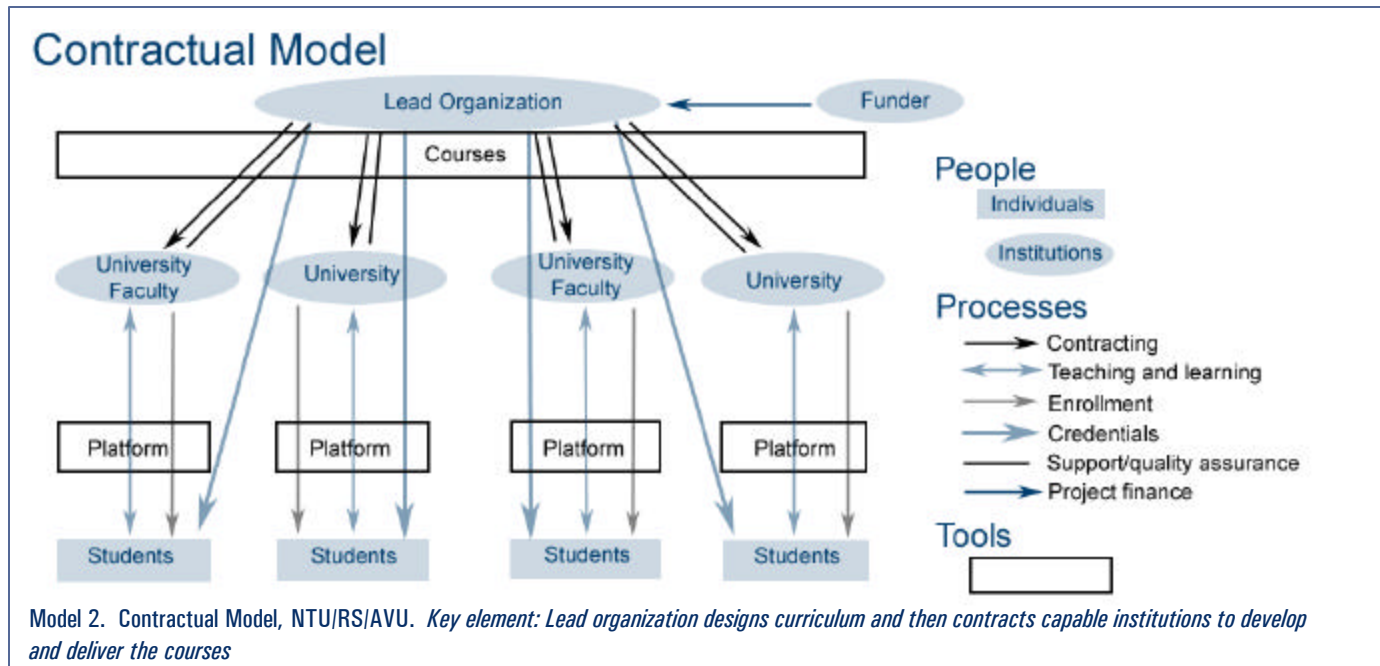 Contractual Model
Lead Organization
Funder
Courses
University
Faculty
University
University
Faculty
University
Platform
Platform
Platform
Platform
Students
Students
Students
Students
People
Individuals
Institutions
Processes
Contracting
Teaching and learning
Enrollment
Credentials
Support/quality assurance
Project finance
Tools
Model 2. Contractual Model, NTU/RS/AVU. Key element: Lead organization designs curriculum and then contracts capable institutions to develop
and deliver the courses